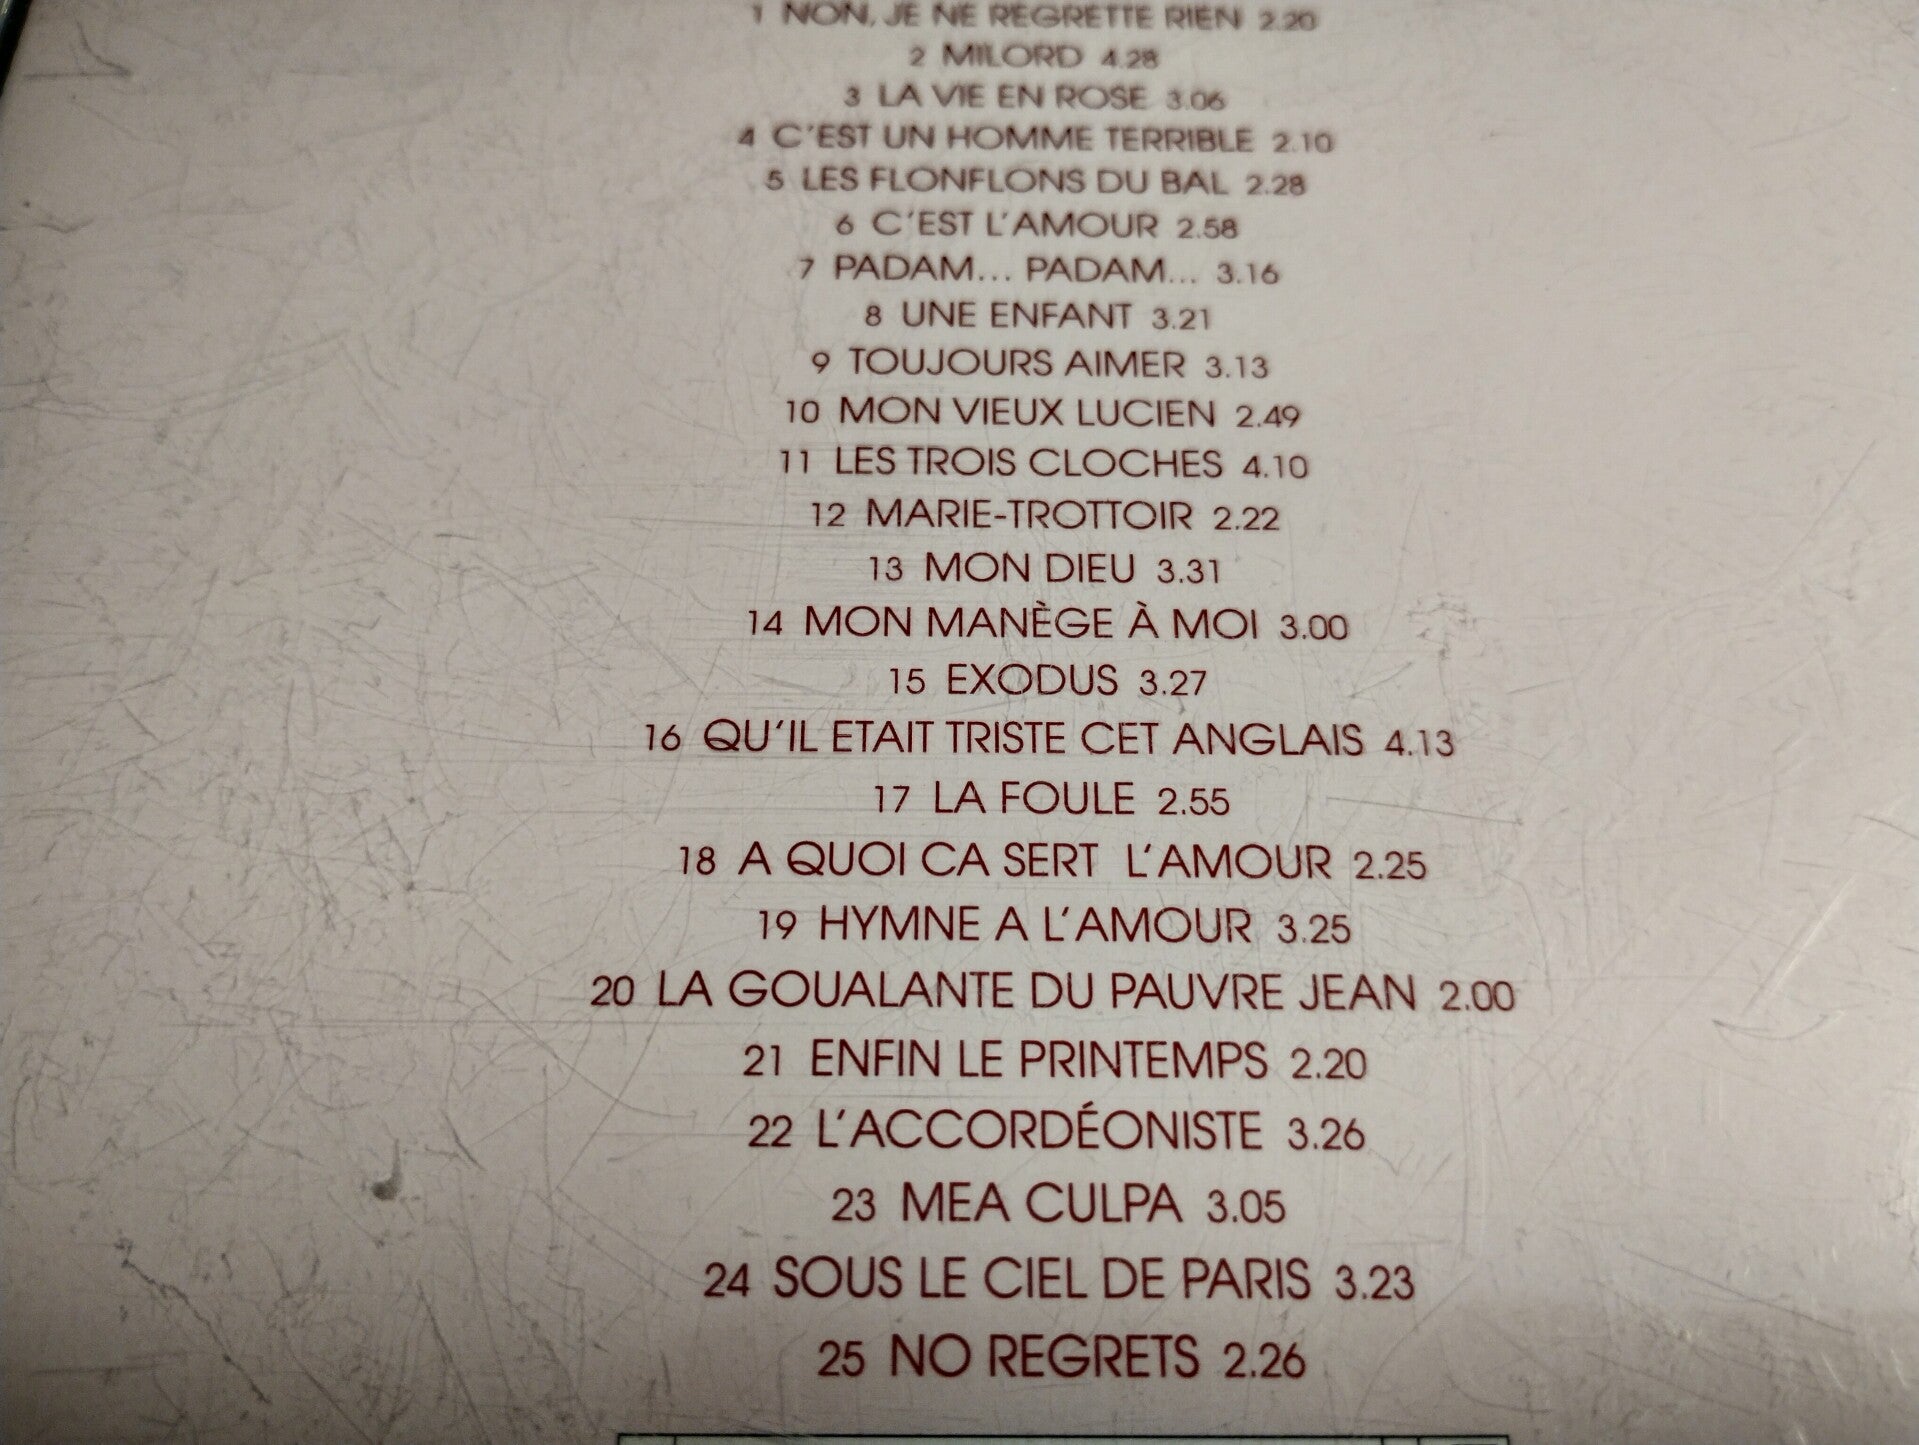 1 NON, JE NE REGRETTE RIEN 2.20
2 MILORD 4.28
3 LA VIE EN ROSE 3.06
4 C'EST UN HOMME TERRIBLE 2.10
5 LES FLONFLONS DU BAL 2.28
6 C'EST L'AMOUR 2.58
7 PADAM... PADAM... 3.16
8 UNE ENFANT 3.21
9 TOUJOURS AIMER 3.13
10 MON VIEUX LUCIEN 2.49
11 LES TROIS CLOCHES 4.10
12 MARIE-TROTTOIR 2.22
13 MON DIEU 3.31
14 MON MANÈGE À MOI 3.00
15 EXODUS 3.27
16 QU'IL ETAIT TRISTE CET ANGLAIS 4.13
17 LA FOULE 2.55
18 A QUOI CA SERT L'AMOUR 2.25
19 HYMNE A L'AMOUR 3.25
20 LA GOUALANTE DU PAUVRE JEAN 2.00
21 ENFIN LE PRINTEMPS 2.20
22 L'ACCORDÉONISTE 3.26
23 MEA CULPA 3.05
24 SOUS LE CIEL DE PARIS 3.23
25 NO REGRETS 2.26